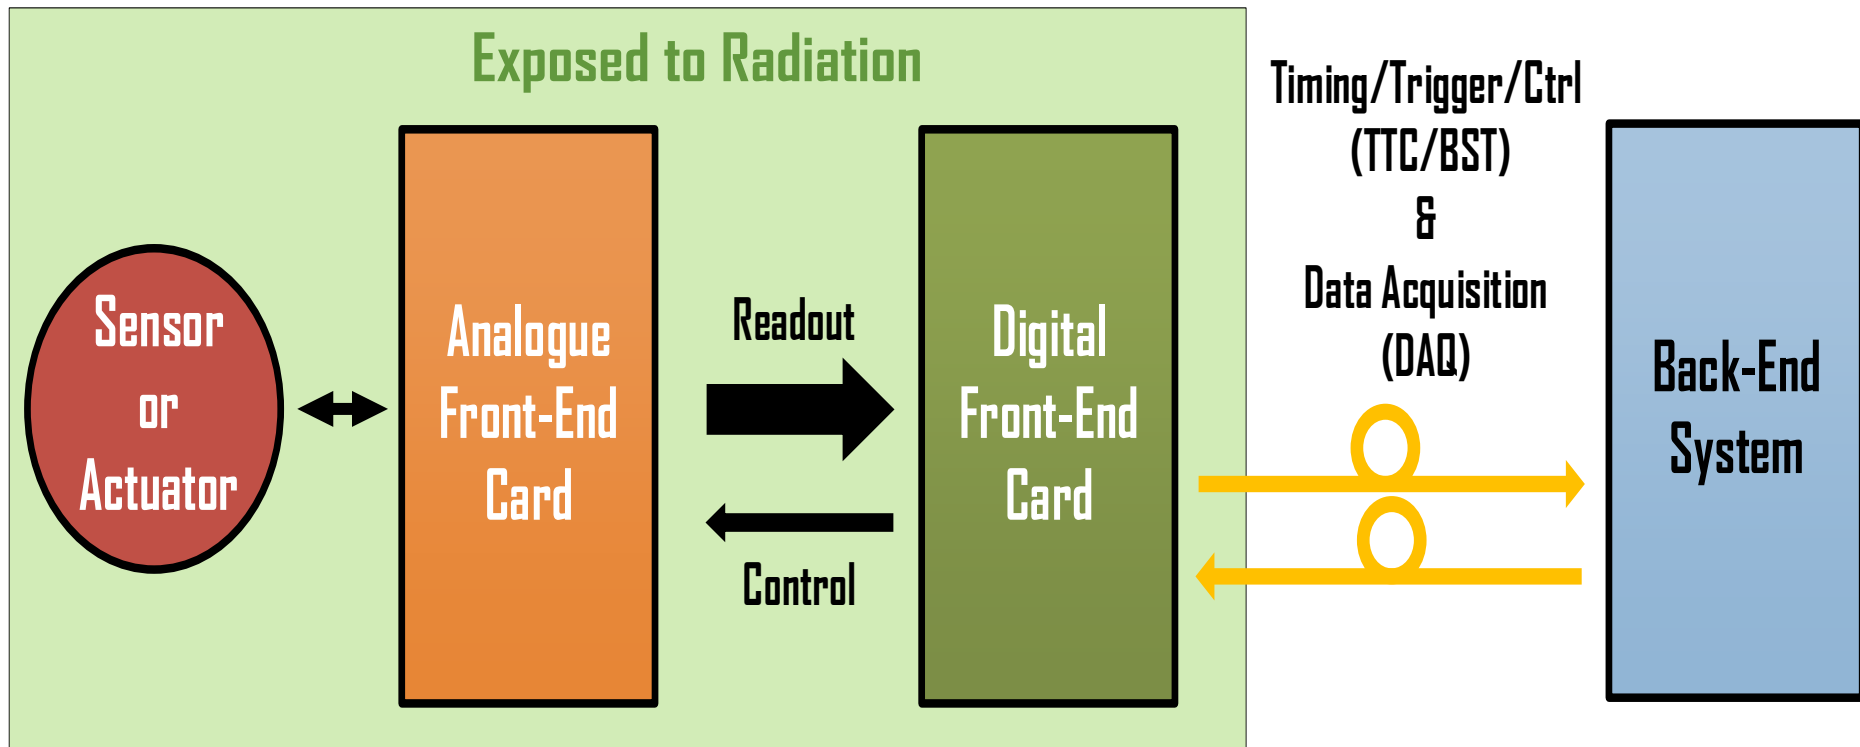 Exposed to Radiation
Sensor
or
Actuator
Analogue
Front-End
Card
Readout
Control
Digital
Front-End
Card
Timing/Trigger/Ctrl
(TTC/BST)
&
Data Acquisition
(DAQ)
Back-End
System